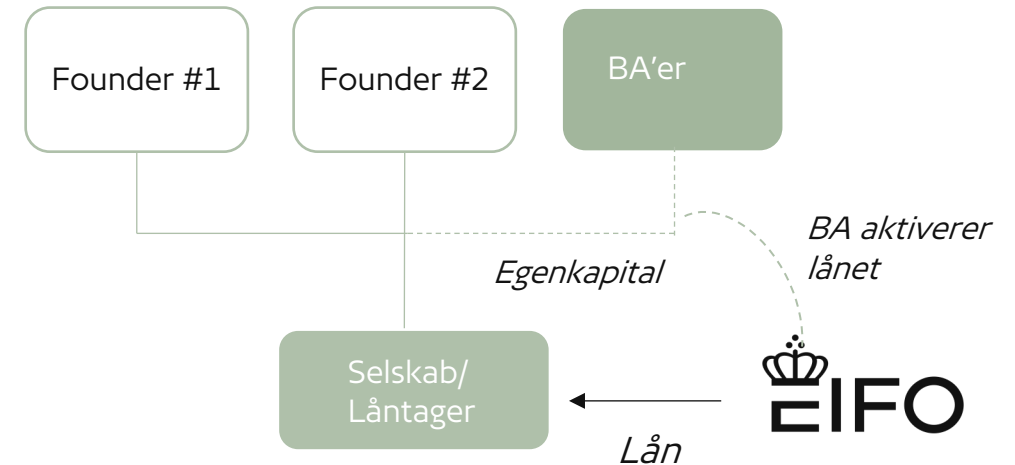 Founder #1
Founder #2
BA’er
BA aktiverer
lånet
Egenkapital
Selskab/
Låntager
EIFO
Lån